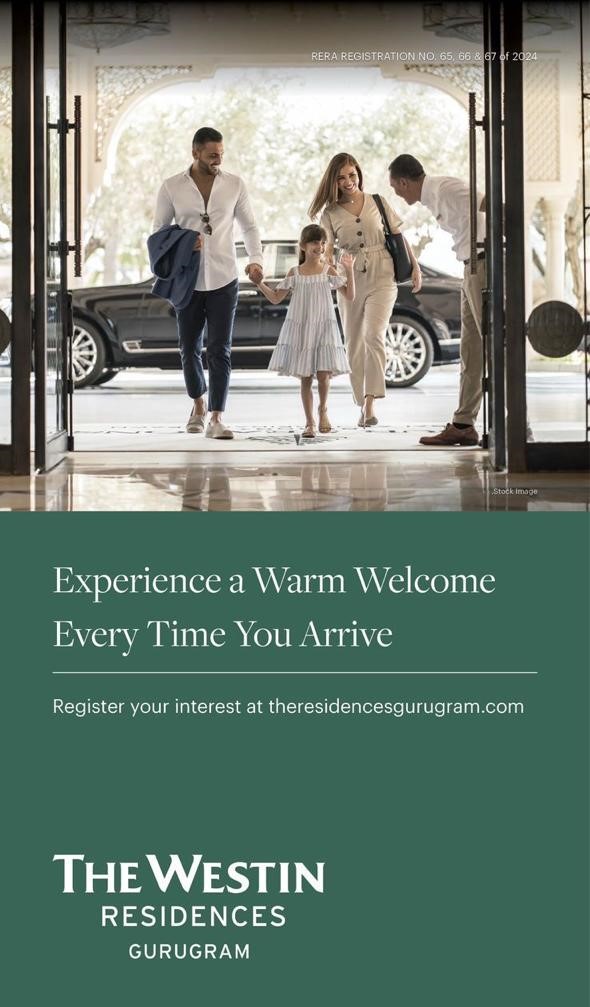 RERA REGISTRATION NO. 65, 66 & 67 of 2024
Stock Image
Experience a Warm Welcome
Every Time You Arrive
Register your interest at theresidencesgurugram.com
THE WESTIN
RESIDENCES
GURUGRAM